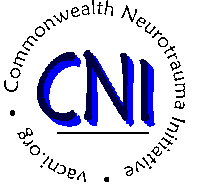 Commonwealth Neurotrauma Initiative
CNI
• vacni.org •